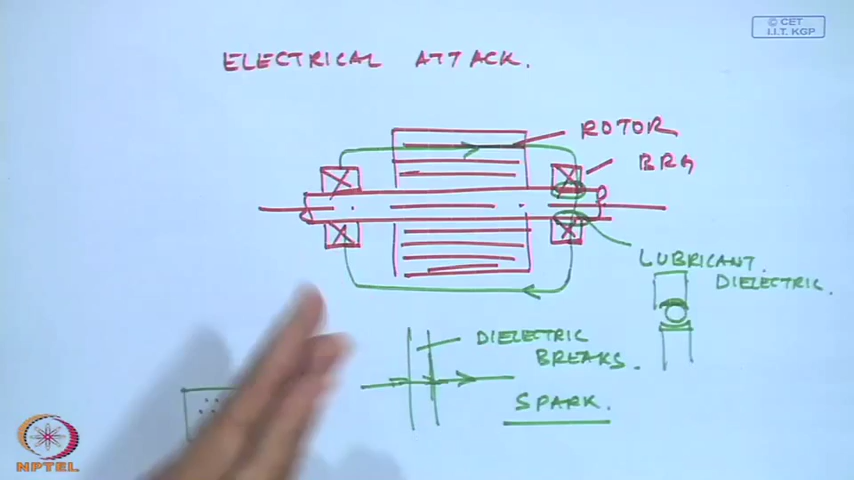 © CET
I.I.T. KGP
ELECTRICAL ATTACK.
ROTOR
BRG
LUBRICANT.
DIELECTRIC.
DIELECTRIC
BREAKS.
SPARK.
NPTEL